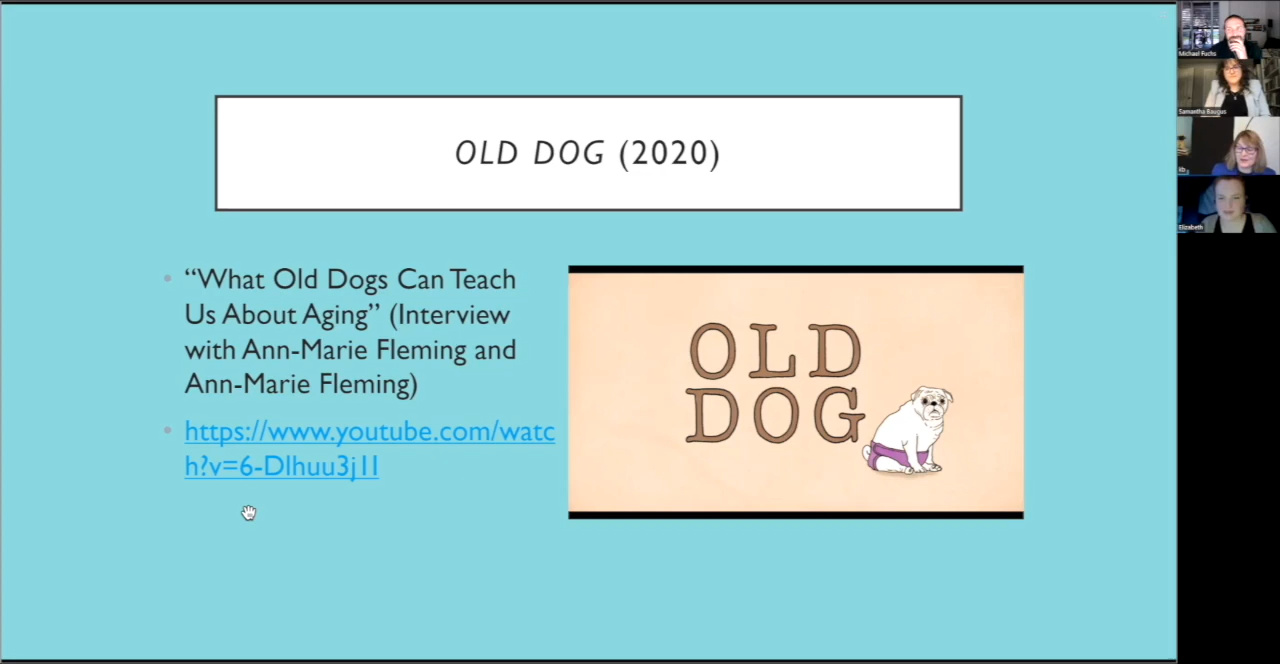 OLD DOG (2020)
“What Old Dogs Can Teach
Us About Aging” (Interview
with Ann-Marie Fleming and
Ann-Marie Fleming)
https://www.youtube.com/watc
h?v=6-Dlhuu3j1I
OLD
DOG
Michael Fuchs
Samantha Baugus
lib
Elizabeth